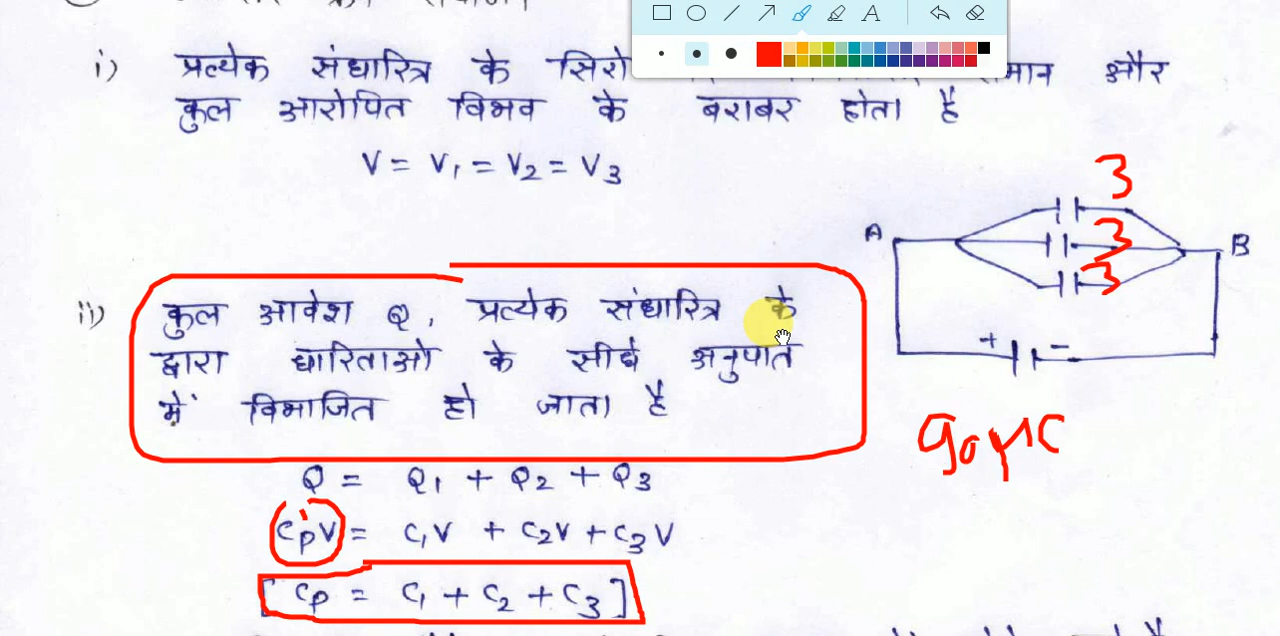 i) प्रत्येक संधारित्र के सिरो और
कुल आरोपित विभव के बराबर होता है
V = V₁ = V₂ = V₃
3
3
3
A
B
+ -
ii) कुल आवेश Q, प्रत्येक संधारित्र के
द्वारा धारिताओ के सीधे अनुपात
में विभाजित हो जाता है
90μC
Q = Q₁ + Q₂ + Q₃
CpV = C₁V + C₂V + C₃V
[Cp = C₁ + C₂ + C₃]